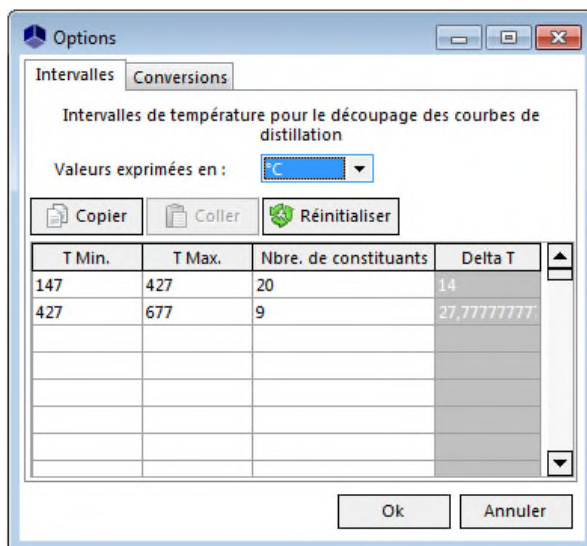 Options
Intervalles Conversions
Intervalles de température pour le découpage des courbes de
distillation
Valeurs exprimées en : °C
Copier Coller Réinitialiser
T Min. T Max. Nbre. de constituants Delta T
147 427 20 14
427 677 9 27,777777777
Ok Annuler